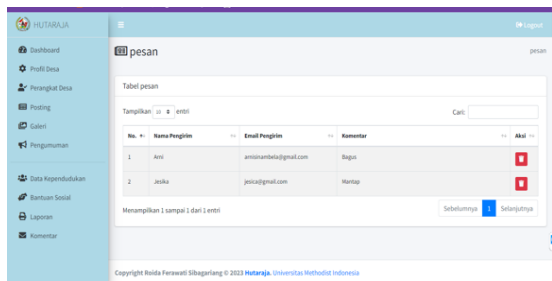 HUTARAJA
Logout
Dashboard
Profil Desa
Perangkat Desa
Posting
Galeri
Pengumuman
Data Kependudukan
Bantuan Sosial
Laporan
Komentar
pesan
pesan
Tabel pesan
Tampilkan 10 entri
Cari:
No. Nama Pengirim Email Pengirim Komentar Aksi
1 Arni arnisinambela@gmail.com Bagus
2 Jesika jesica@gmail.com Mantap
Menampilkan 1 sampai 1 dari 1 entri
Sebelumnya 1 Selanjutnya
Copyright Roida Ferawati Sibagariang © 2023 Hutaraja. Universitas Methodist Indonesia